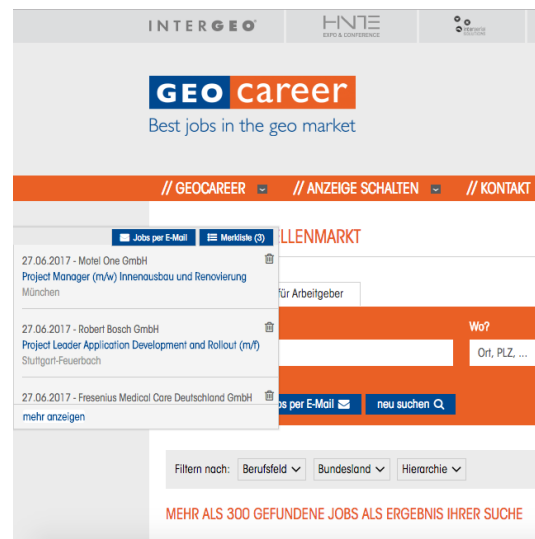 INTERGEO
HNTE
EXPO & CONFERENCE
GEO career
Best jobs in the geo market
// GEOCAREER // ANZEIGE SCHALTEN // KONTAKT
Jobs per E-Mail Merkliste (3)
LLENMARKT
27.06.2017 - Motel One GmbH
Project Manager (m/w) Innenausbau und Renovierung
München
für Arbeitgeber
27.06.2017 - Robert Bosch GmbH
Project Leader Application Development and Rollout (m/f)
Stuttgart-Feuerbach
Wo?
Ort, PLZ, ...
27.06.2017 - Fresenius Medical Care Deutschland GmbH
mehr anzeigen
s per E-Mail neu suchen
Filtern nach: Berufsfeld Bundesland Hierarchie
MEHR ALS 300 GEFUNDENE JOBS ALS ERGEBNIS IHRER SUCHE